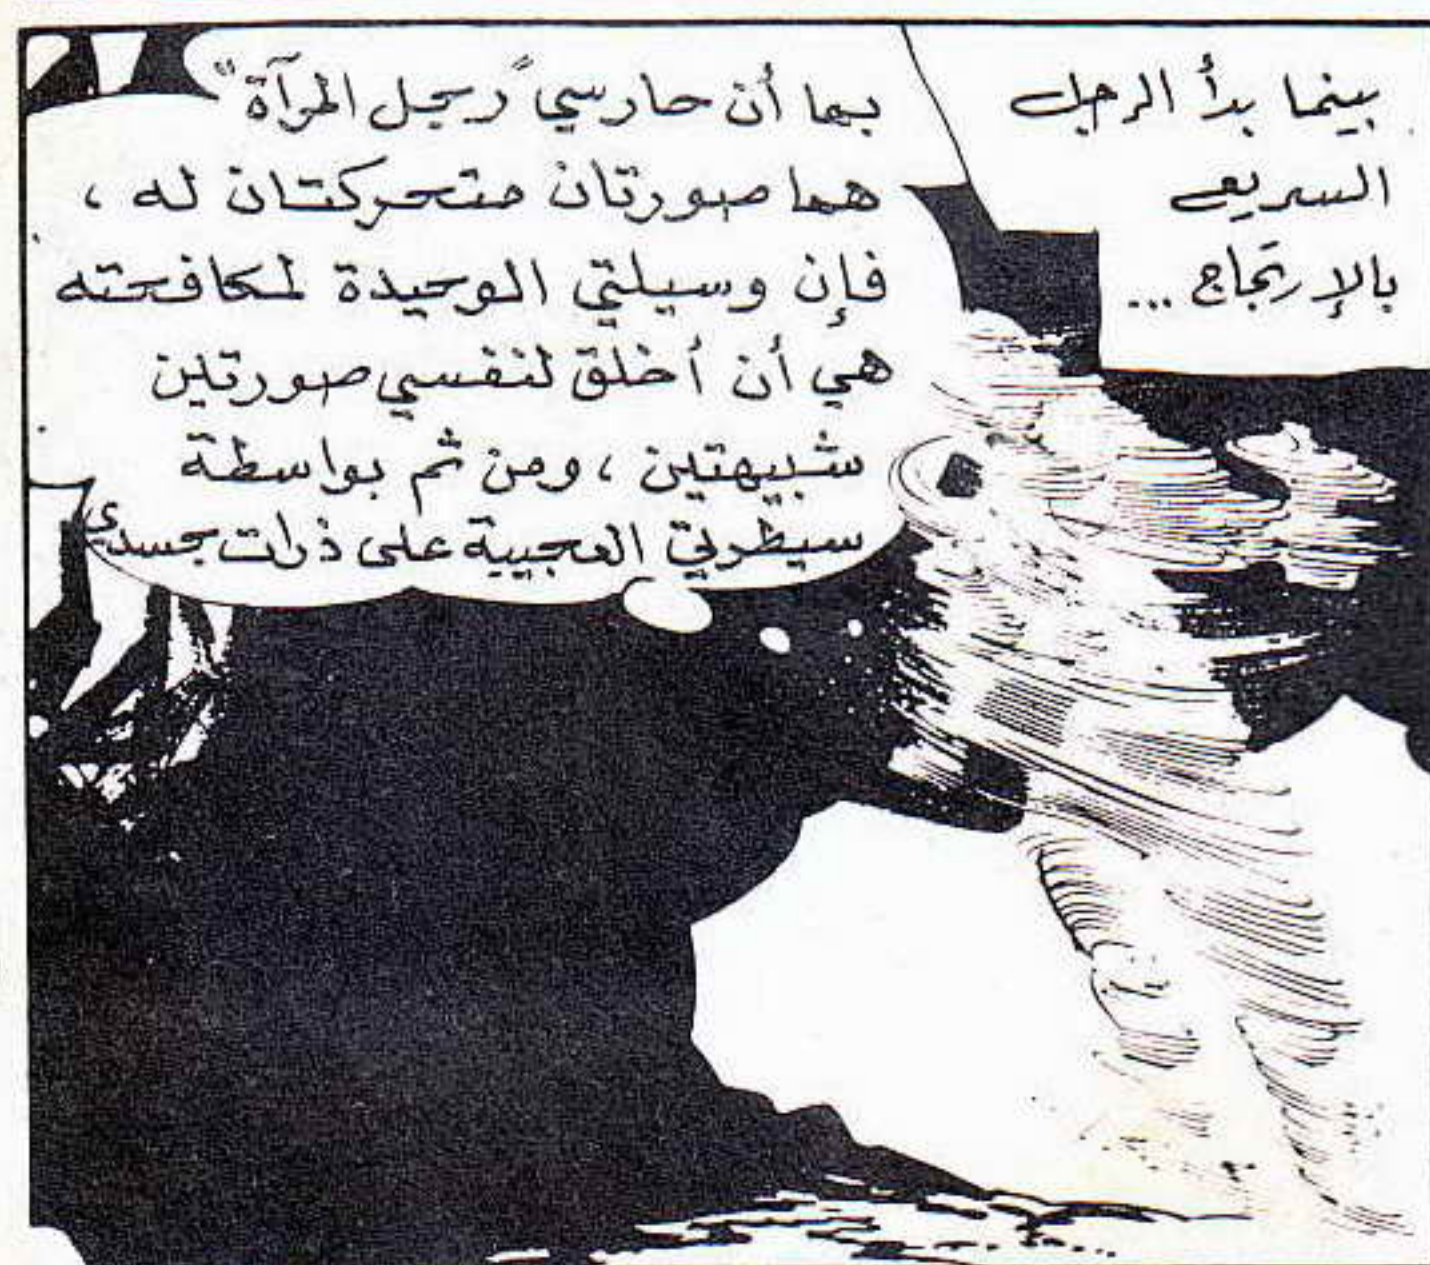 بينما بدأ الرجل
السريع
بالإرتجاج ...
بما أن حارسي "رجل المرآة"
هما صورتان متحركتان له ،
فإن وسيلتي الوحيدة لمكافحته
هي أن أخلق لنفسي صورتين
شبيهتين ، ومن ثم بواسطة
سيطرتي العجيبة على ذرات جسدي